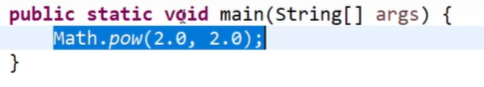 public static void main(String[] args) {
Math.pow(2.0, 2.0);
}